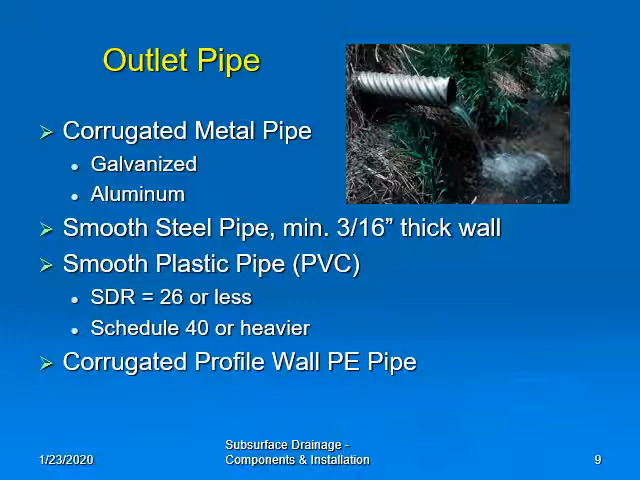 Outlet Pipe
Corrugated Metal Pipe
Galvanized
Aluminum
Smooth Steel Pipe, min. 3/16” thick wall
Smooth Plastic Pipe (PVC)
SDR = 26 or less
Schedule 40 or heavier
Corrugated Profile Wall PE Pipe
1/23/2020
Subsurface Drainage -
Components & Installation
9